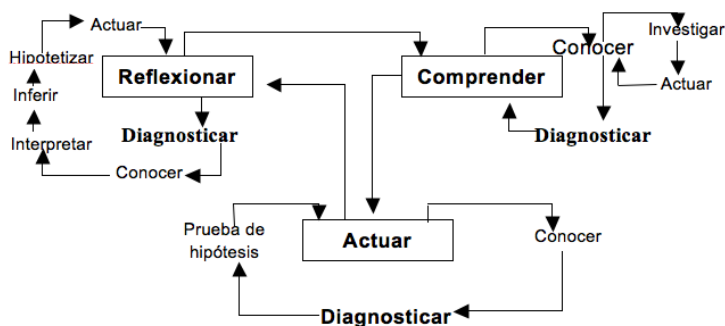 Actuar
Hipotetizar
Reflexionar
Inferir
Interpretar
Diagnosticar
Conocer
Comprender
Conocer
Investigar
Actuar
Diagnosticar
Prueba de
hipótesis
Actuar
Conocer
Diagnosticar